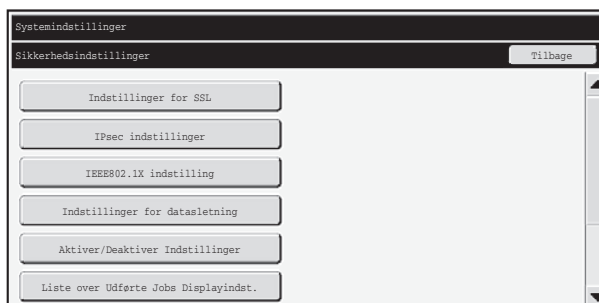 Systemindstillinger
Sikkerhedsindstillinger
Tilbage
Indstillinger for SSL
IPsec indstillinger
IEEE802.1X indstilling
Indstillinger for datasletning
Aktiver/Deaktiver Indstillinger
Liste over Udførte Jobs Displayindst.